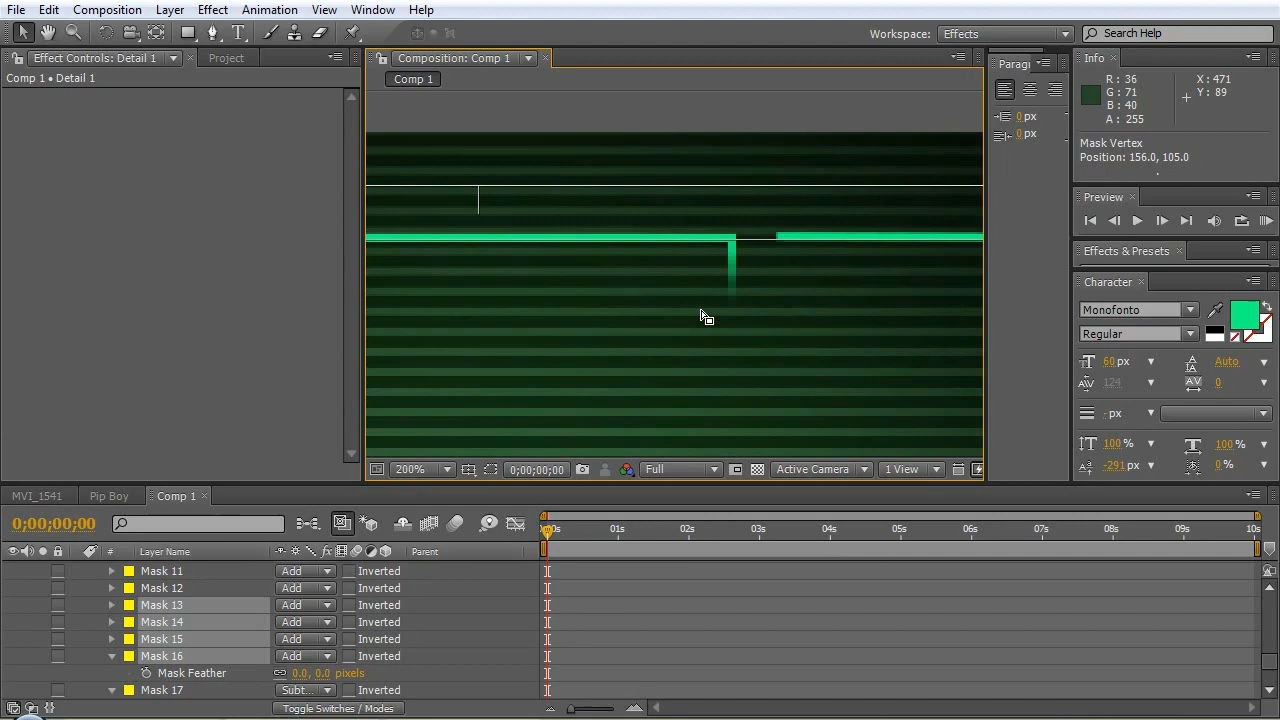 File Edit Composition Layer Effect Animation View Window Help
Workspace: Effects Search Help
Effect Controls: Detail 1 Project
Comp 1 • Detail 1
Composition: Comp 1
Comp 1
Paragr
0 px
0 px
Info
R: 36
G: 71
B: 40
A: 255
X: 471
Y: 89
Mask Vertex
Position: 156.0, 105.0
Preview
Effects & Presets
Character
Monofonto
Regular
60 px Auto
124 0
- px
100 % 100 %
-291 px 0 %
200% 0;00;00;00 Full Active Camera 1 View
MVI_1541 Pip Boy Comp 1
0;00;00;00
00s 01s 02s 03s 04s 05s 06s 07s 08s 09s 10s
# Layer Name Parent
Mask 11 Add Inverted
Mask 12 Add Inverted
Mask 13 Add Inverted
Mask 14 Add Inverted
Mask 15 Add Inverted
Mask 16 Add Inverted
Mask Feather 0.0, 0.0 pixels
Mask 17 Subt... Inverted
Toggle Switches / Modes